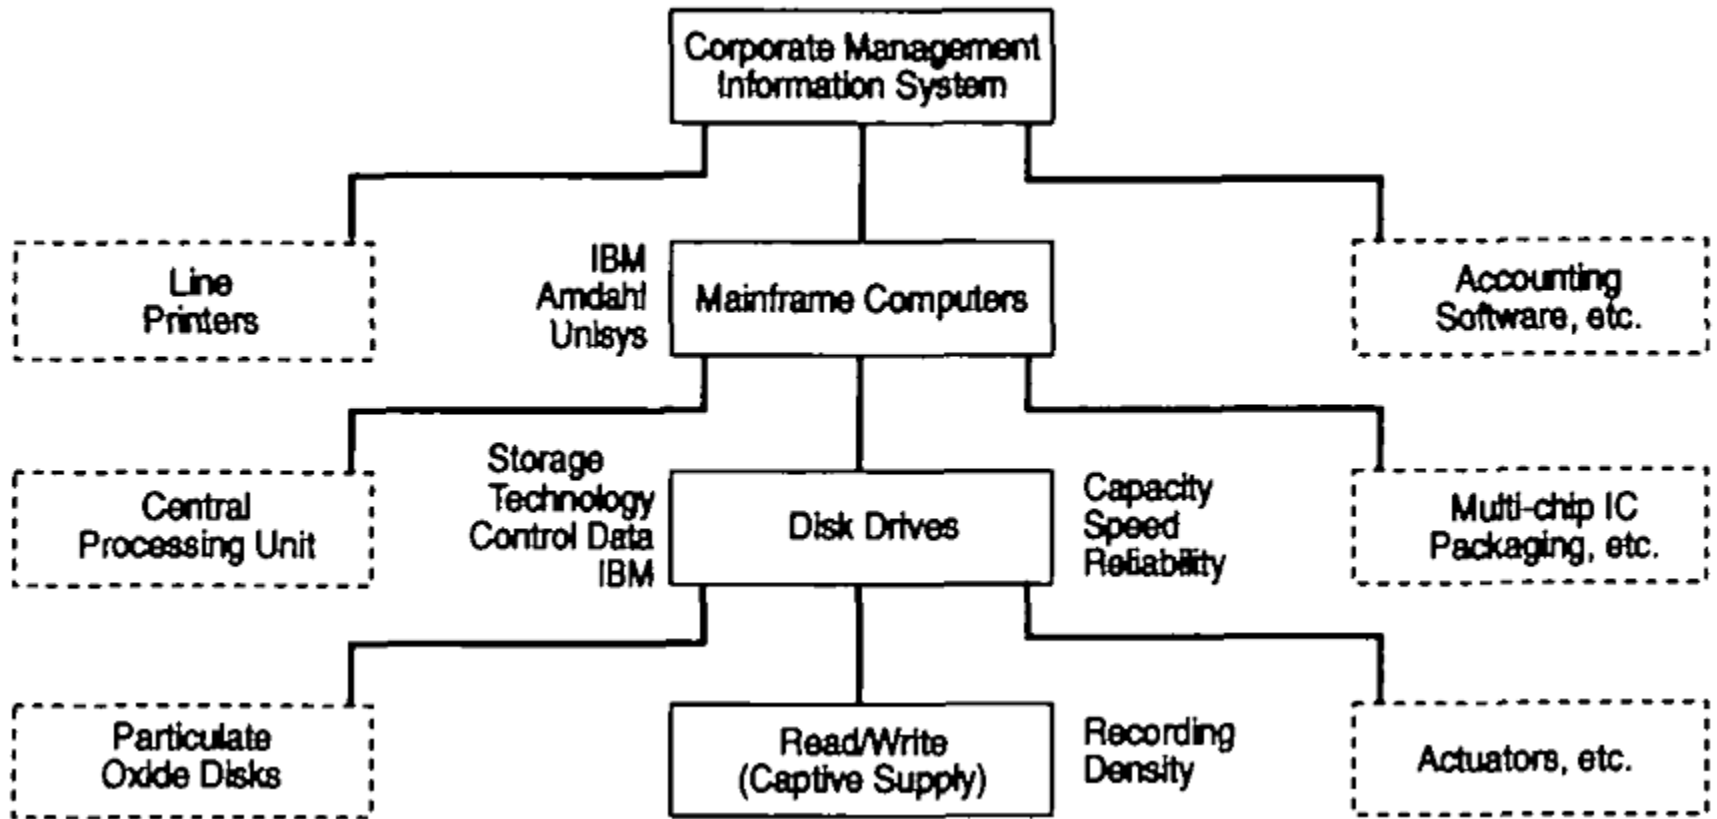 Corporate Management
Information System
Line
Printers
IBM
Amdahl
Unisys
Mainframe Computers
Accounting
Software, etc.
Central
Processing Unit
Storage
Technology
Control Data
IBM
Disk Drives
Capacity
Speed
Reliability
Multi-chip IC
Packaging, etc.
Particulate
Oxide Disks
Read/Write
(Captive Supply)
Recording
Density
Actuators, etc.